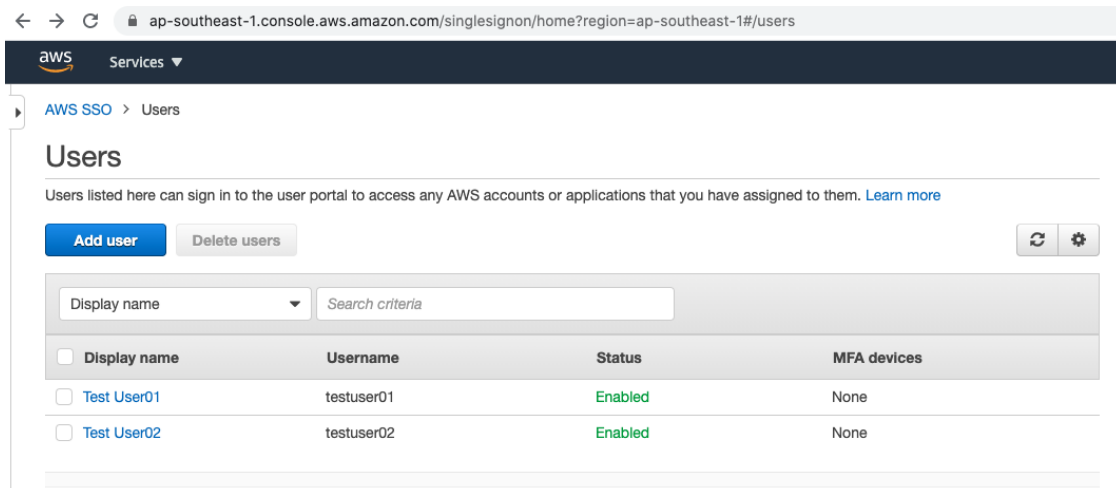 ap-southeast-1.console.aws.amazon.com/singlesignon/home?region=ap-southeast-1#/users
aws Services
AWS SSO > Users
Users
Users listed here can sign in to the user portal to access any AWS accounts or applications that you have assigned to them. Learn more
Add user Delete users
Display name Search criteria
Display name Username Status MFA devices
Test User01 testuser01 Enabled None
Test User02 testuser02 Enabled None